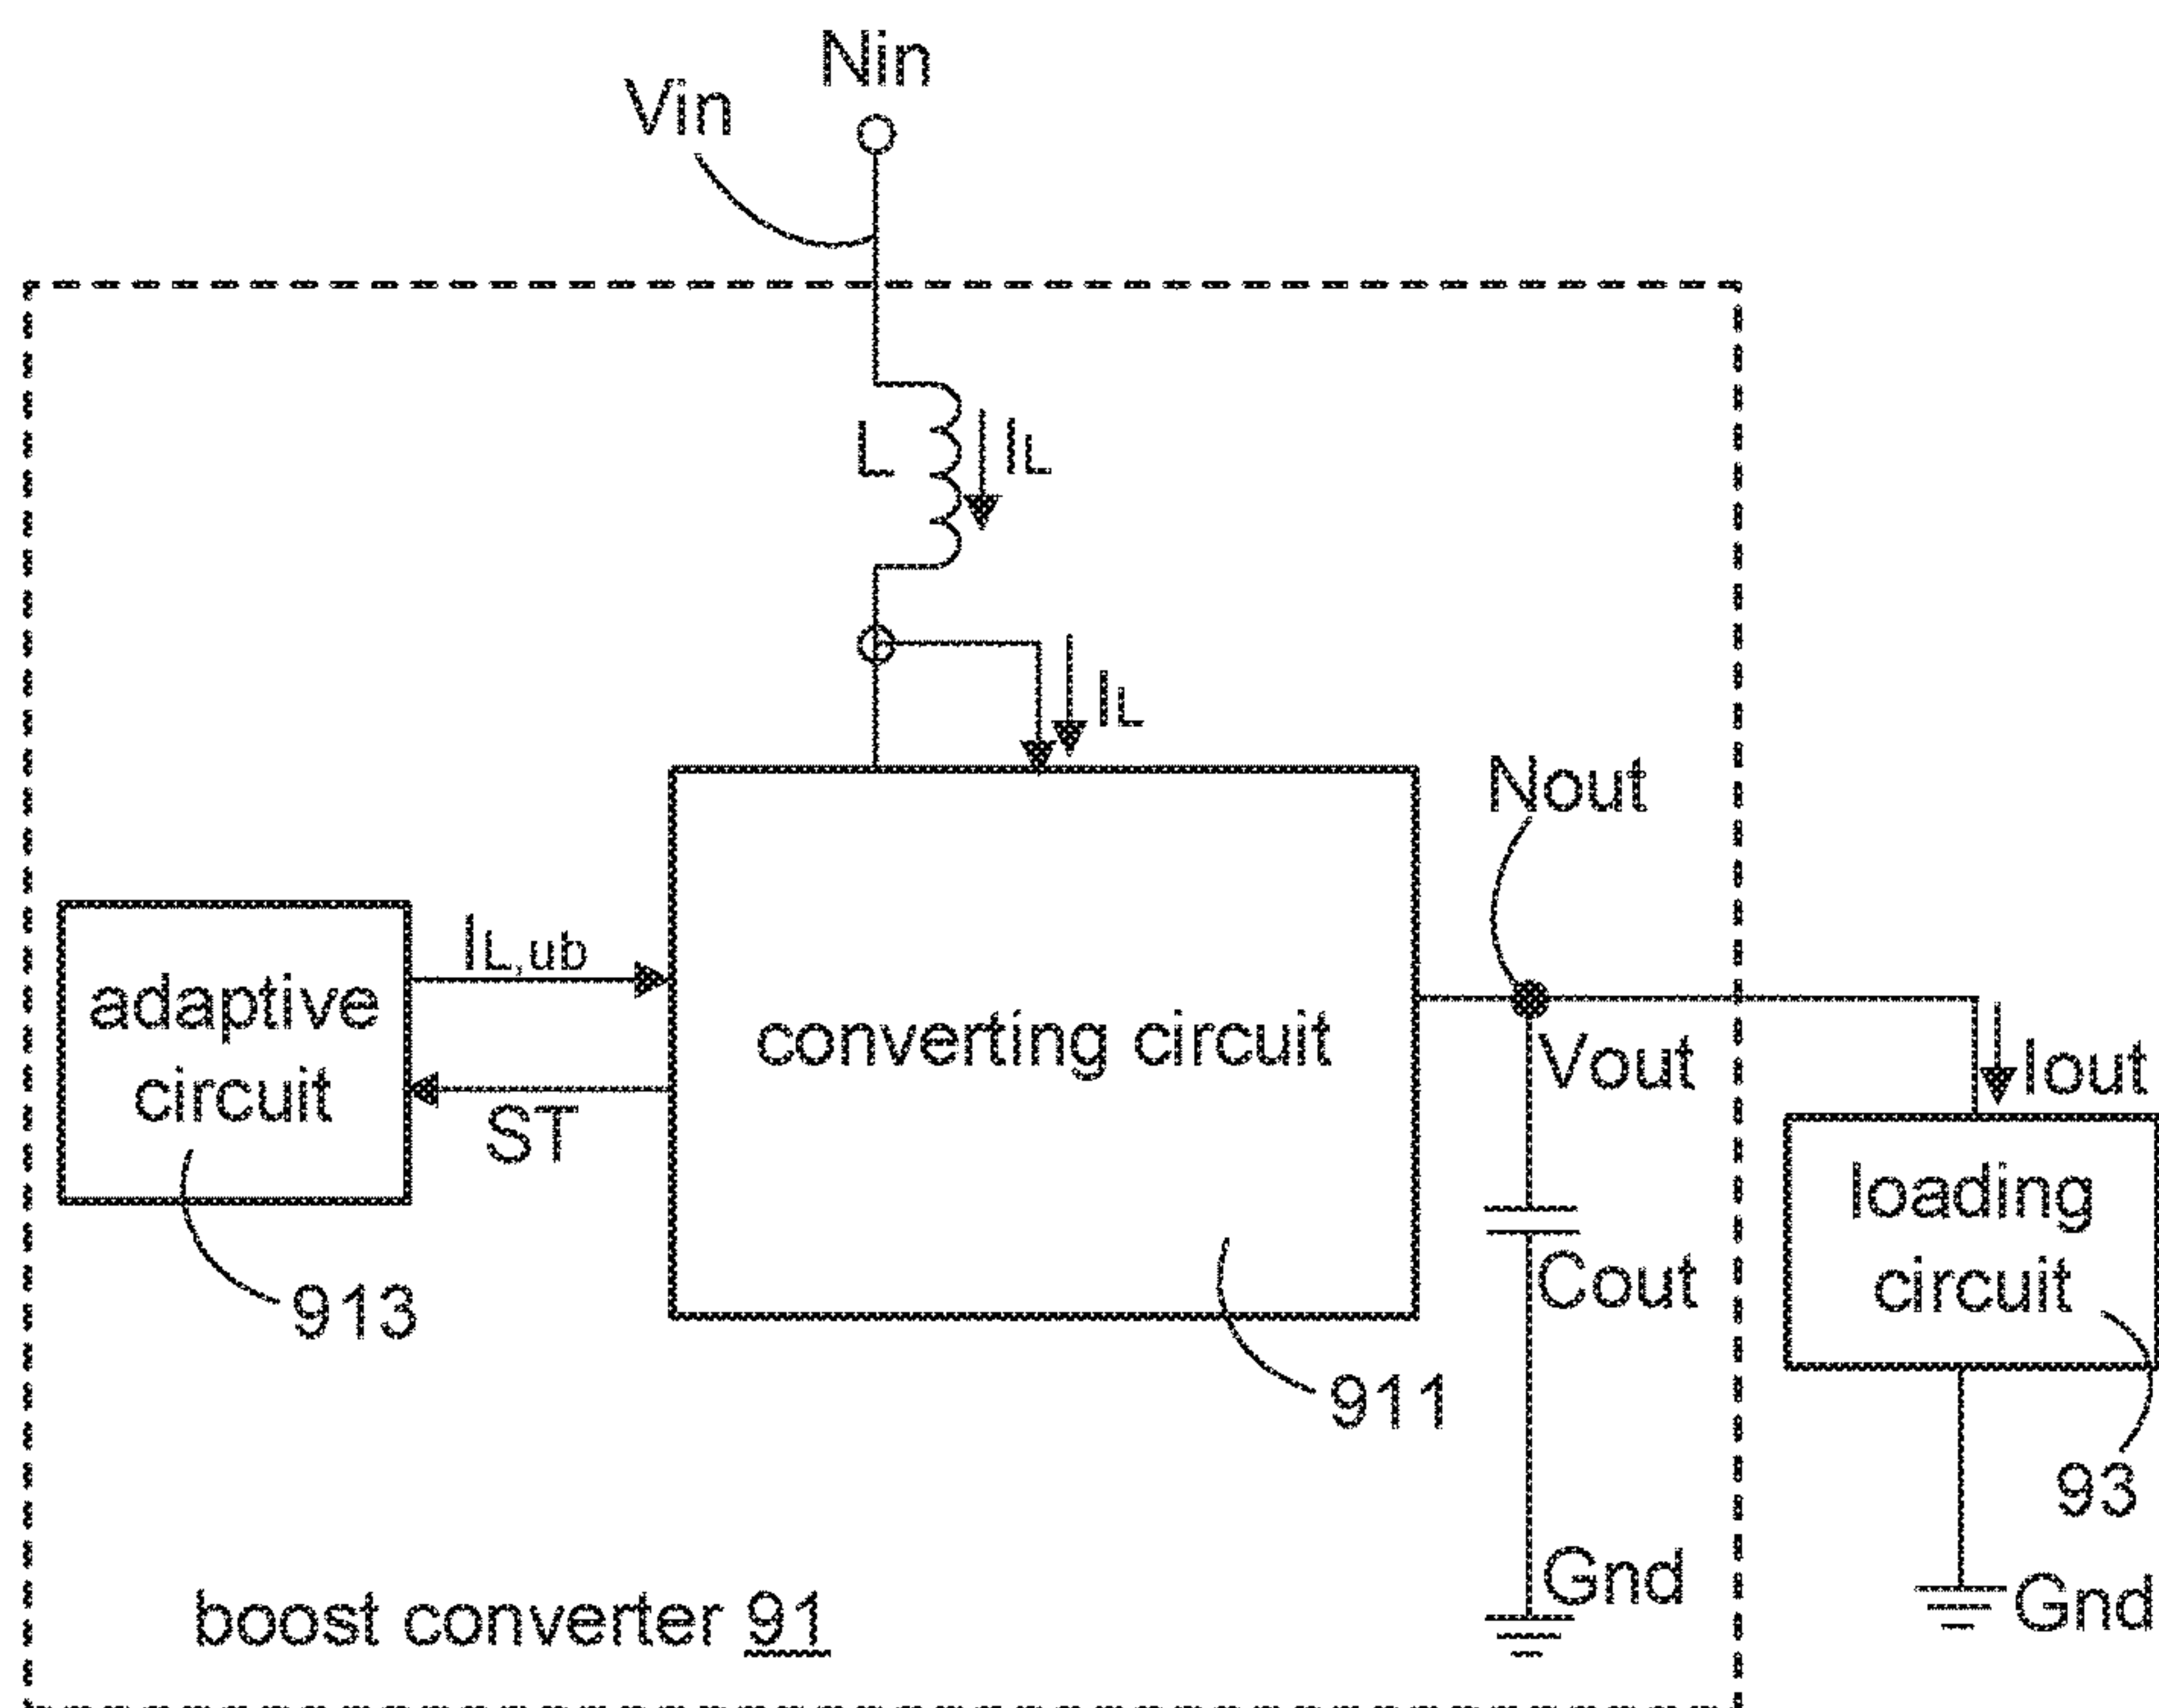 Nin
Vin
L
IL
IL
Nout
IL,ub
adaptive
circuit
converting circuit
ST
Vout
Iout
loading
circuit
Cout
913
911
93
Gnd
Gnd
boost converter 91